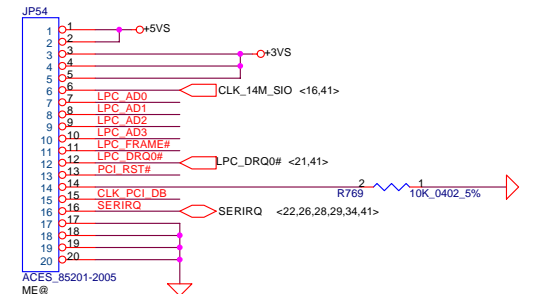 JP54
1 1 +5VS
2 2
3 3 +3VS
4 4
5 5
6 6 CLK_14M_SIO <16,41>
7 7 LPC_AD0
8 8 LPC_AD1
9 9 LPC_AD2
10 10 LPC_AD3
11 11 LPC_FRAME#
12 12 LPC_DRQ0# LPC_DRQ0# <21,41>
13 13 PCI_RST#
14 14 2 1
R769 10K_0402_5%
15 15 CLK_PCI_DB
16 16 SERIRQ SERIRQ <22,26,28,29,34,41>
17 17
18 18
19 19
20 20
ACES_85201-2005
ME@